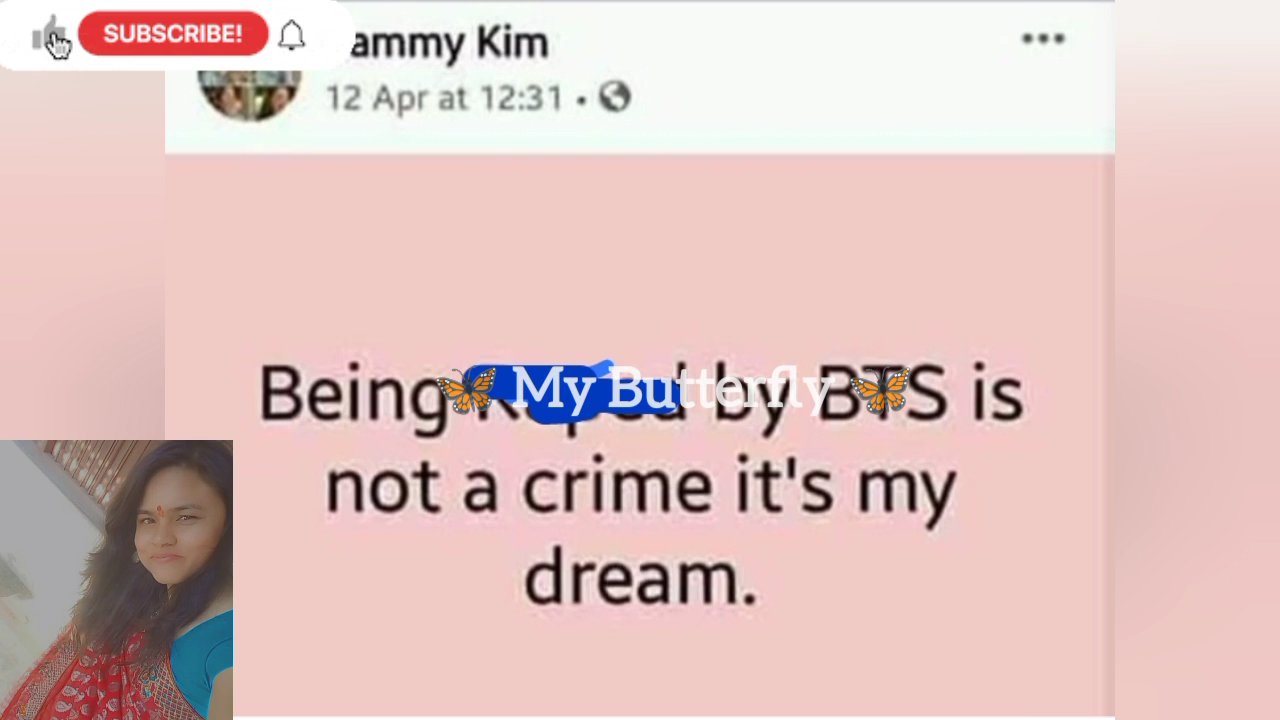 SUBSCRIBE!
ammy Kim
12 Apr at 12:31 •
Being by BTS is
🦋 My Butterfly 🦋
not a crime it's my
dream.